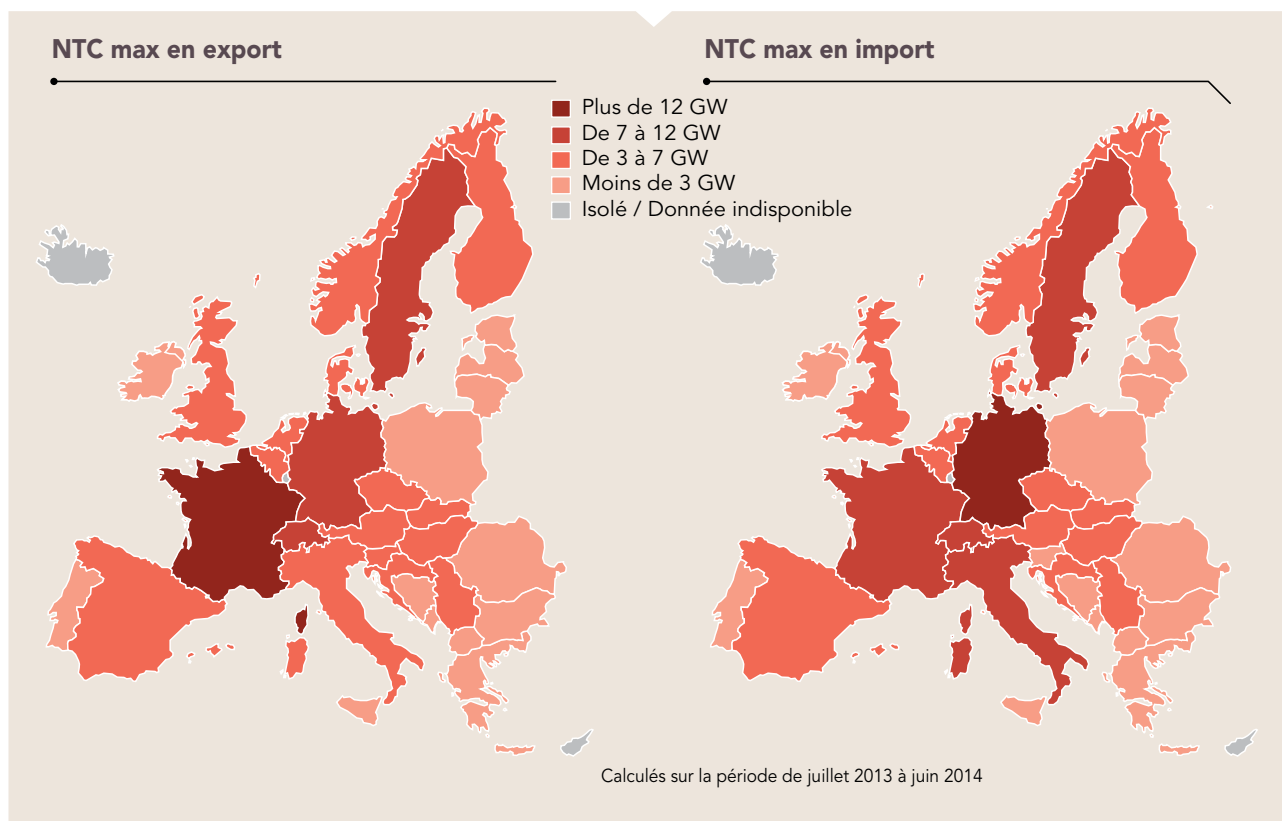 NTC max en export
NTC max en import
Plus de 12 GW
De 7 à 12 GW
De 3 à 7 GW
Moins de 3 GW
Isolé / Donnée indisponible
Calculés sur la période de juillet 2013 à juin 2014